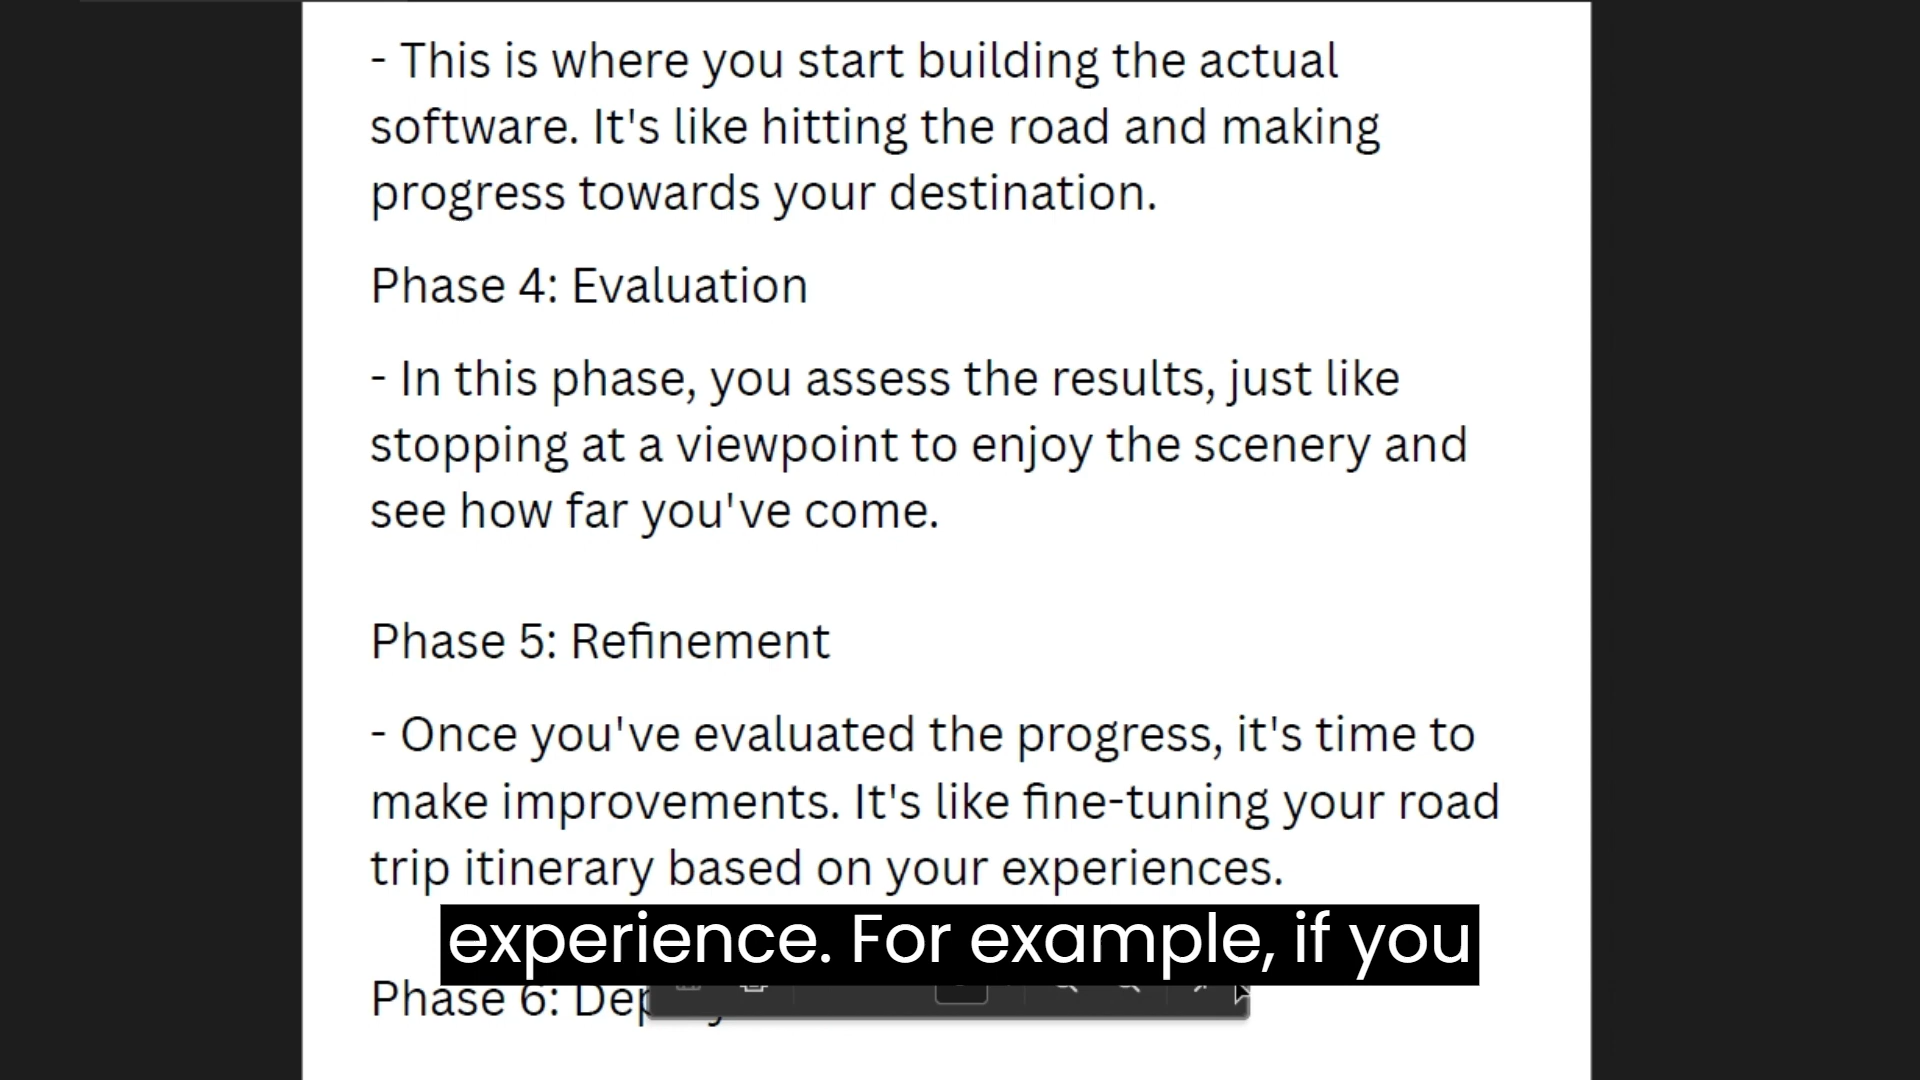 - This is where you start building the actual
software. It's like hitting the road and making
progress towards your destination.
Phase 4: Evaluation
- In this phase, you assess the results, just like
stopping at a viewpoint to enjoy the scenery and
see how far you've come.
Phase 5: Refinement
- Once you've evaluated the progress, it's time to
make improvements. It's like fine-tuning your road
trip itinerary based on your experiences.
experience. For example, if you
Phase 6: